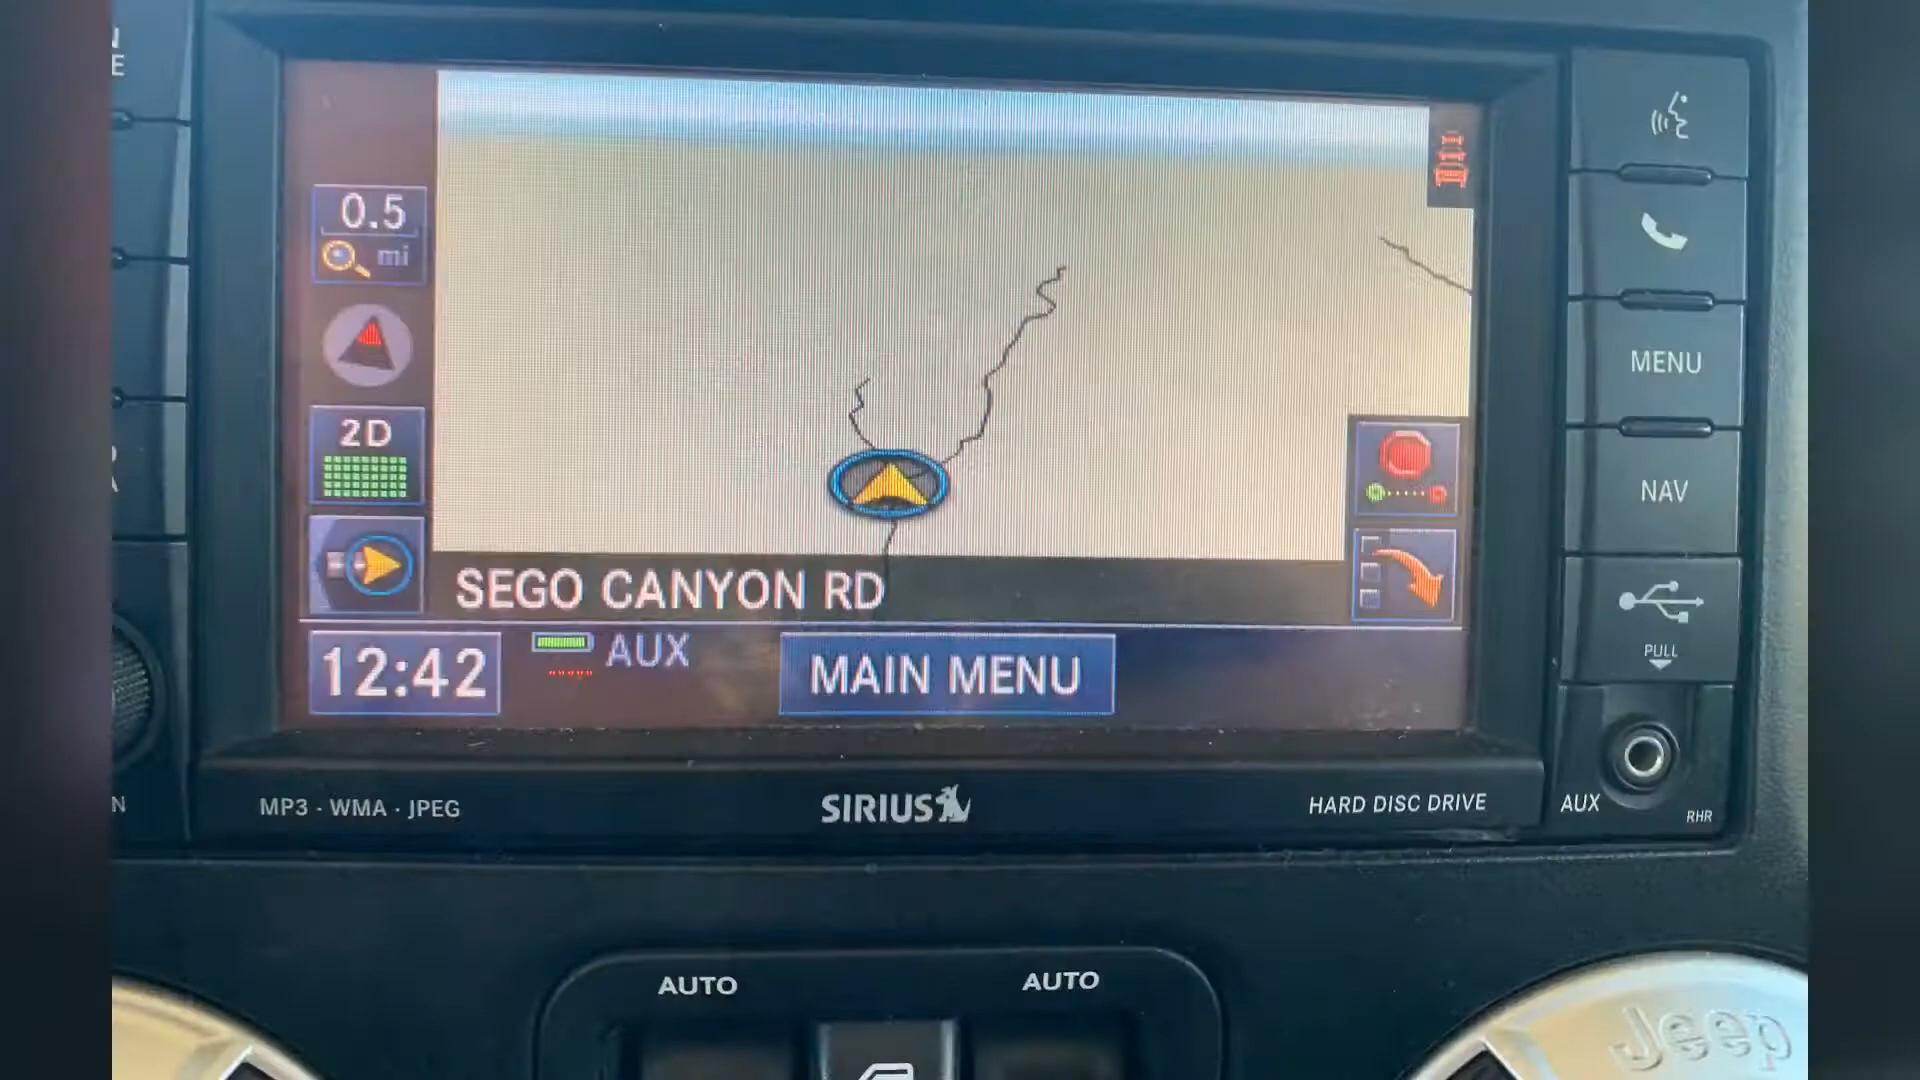 0.5
mi
2D
SEGO CANYON RD
12:42
AUX
MAIN MENU
MENU
NAV
PULL
AUX
RHR
MP3 · WMA · JPEG
SIRIUS
HARD DISC DRIVE
AUTO
AUTO
Jeep